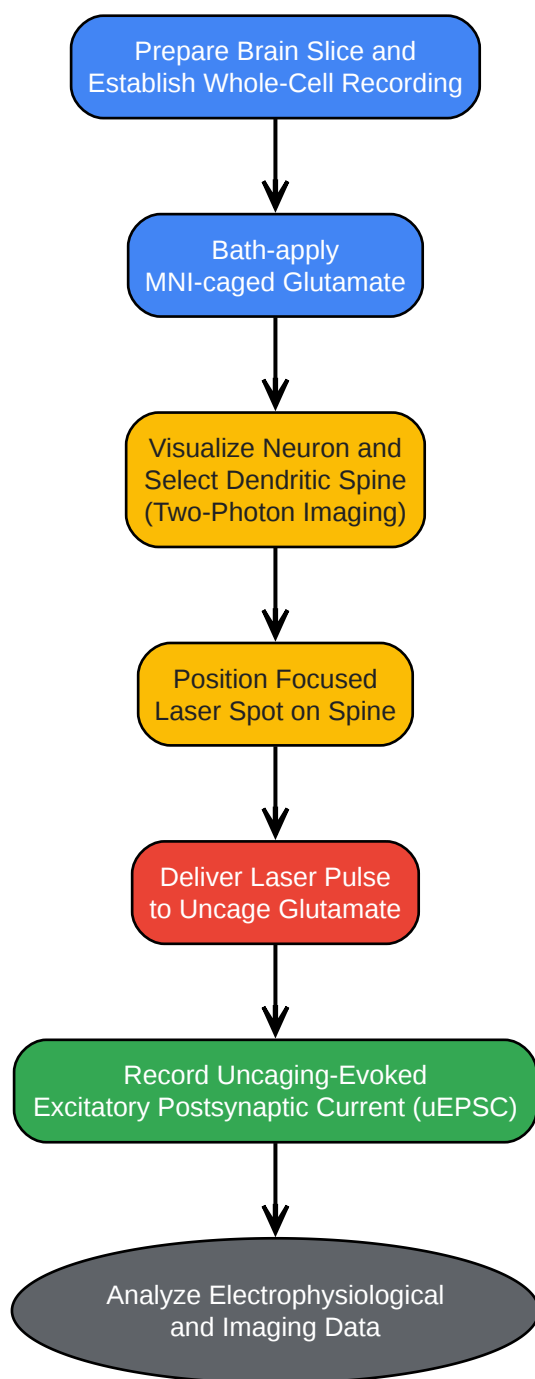 Prepare Brain Slice and
Establish Whole-Cell Recording
Bath-apply
MNI-caged Glutamate
Visualize Neuron and
Select Dendritic Spine
(Two-Photon Imaging)
Position Focused
Laser Spot on Spine
Deliver Laser Pulse
to Uncage Glutamate
Record Uncaging-Evoked
Excitatory Postsynaptic Current (uEPSC)
Analyze Electrophysiological
and Imaging Data